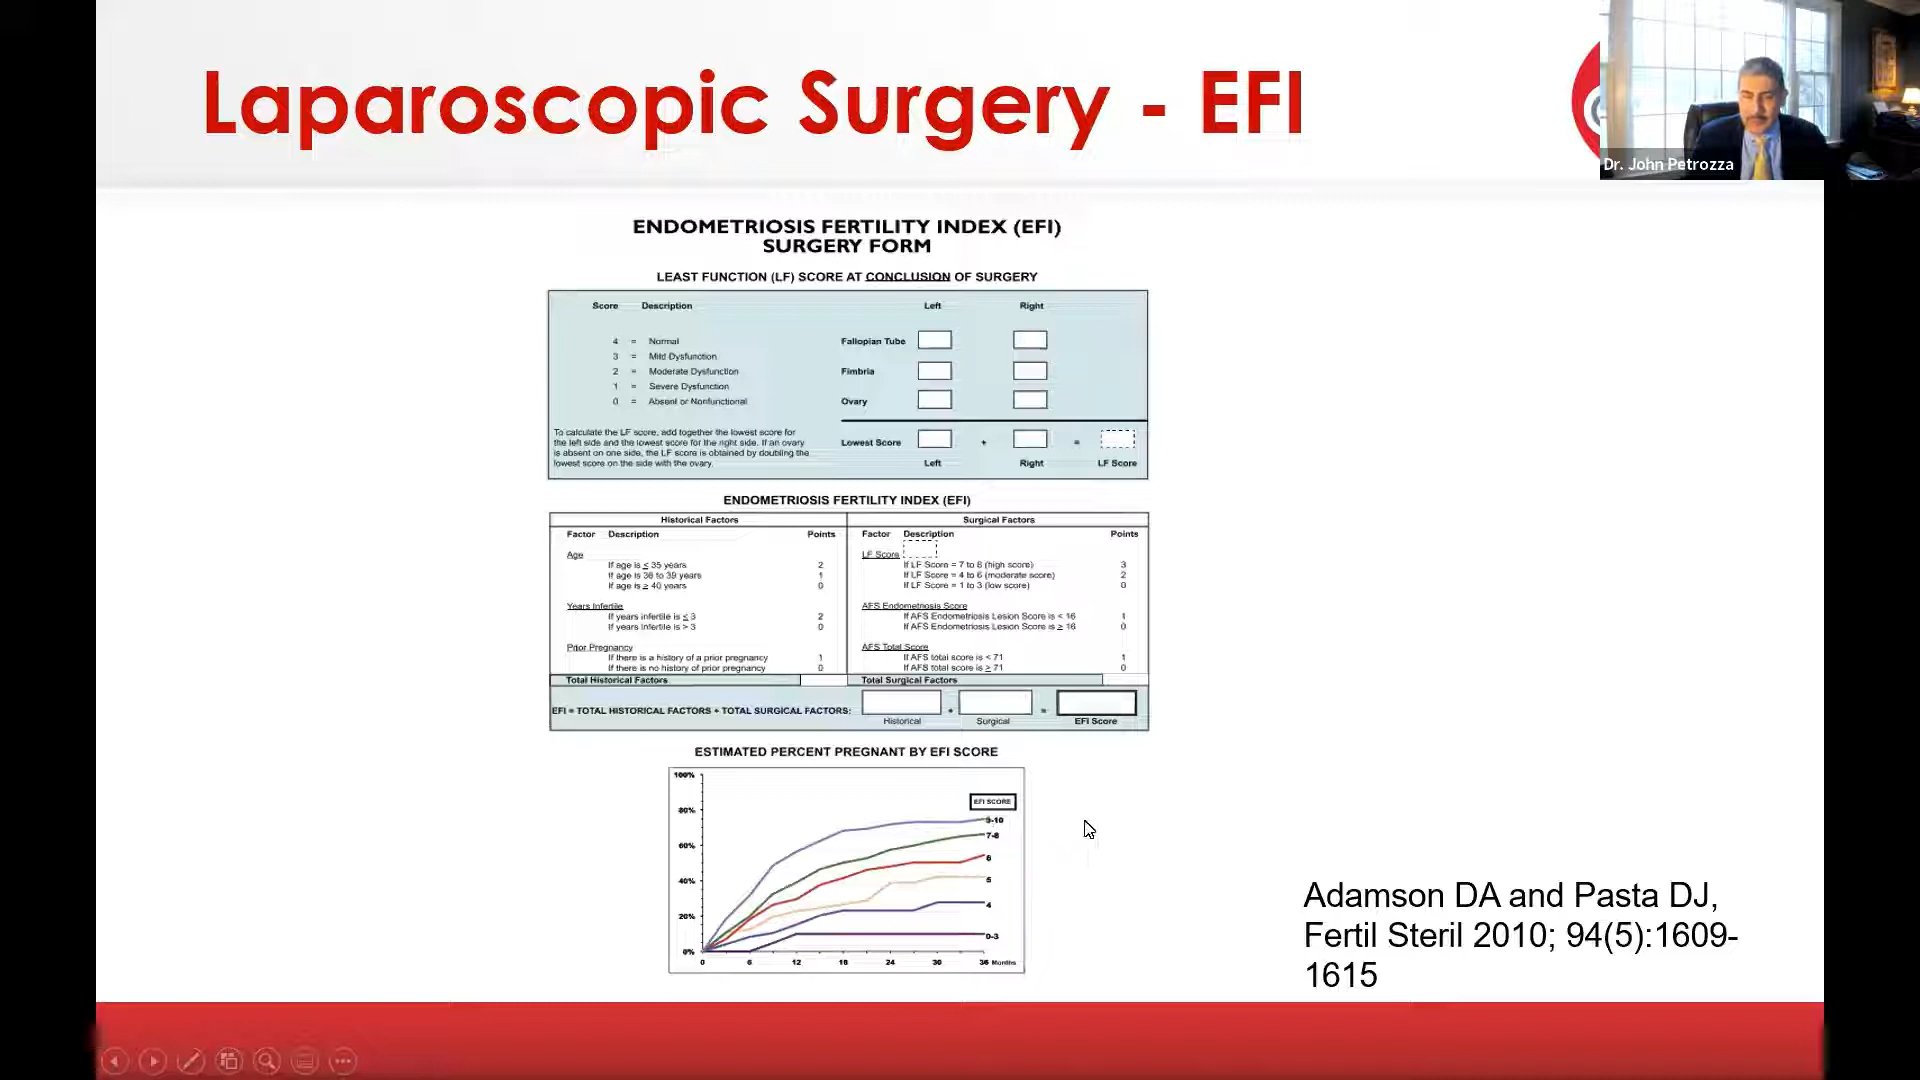 Laparoscopic Surgery - EFI
Dr. John Petrozza
ENDOMETRIOSIS FERTILITY INDEX (EFI)
SURGERY FORM
LEAST FUNCTION (LF) SCORE AT CONCLUSION OF SURGERY
Score Description Left Right
4 = Normal
3 = Mild Dysfunction
2 = Moderate Dysfunction
1 = Severe Dysfunction
0 = Absent or Nonfunctional
Fallopian Tube
Fimbria
Ovary
To calculate the LF score, add together the lowest score for
the left side and the lowest score for the right side. If an ovary
is absent on one side, the LF score is obtained by doubling the
lowest score on the side with the ovary.
Lowest Score + =
Left Right LF Score
ENDOMETRIOSIS FERTILITY INDEX (EFI)
Historical Factors
Factor Description Points
Age
If age is ≤ 35 years 2
If age is 36 to 39 years 1
If age is ≥ 40 years 0
Years Infertile
If years infertile is ≤ 3 2
If years infertile is > 3 0
Prior Pregnancy
If there is a history of a prior pregnancy 1
If there is no history of prior pregnancy 0
Total Historical Factors
Surgical Factors
Factor Description Points
LF Score
If LF Score = 7 to 8 (high score) 3
If LF Score = 4 to 6 (moderate score) 2
If LF Score = 1 to 3 (low score) 0
AFS Endometriosis Score
If AFS Endometriosis Lesion Score is < 16 1
If AFS Endometriosis Lesion Score is ≥ 16 0
AFS Total Score
If AFS total score is < 71 1
If AFS total score is ≥ 71 0
Total Surgical Factors
EFI = TOTAL HISTORICAL FACTORS + TOTAL SURGICAL FACTORS: + =
Historical Surgical EFI Score
ESTIMATED PERCENT PREGNANT BY EFI SCORE
100%
80%
60%
40%
20%
0%
EFI SCORE
9-10
7-8
6
5
4
0-3
0 6 12 18 24 30 36 Months
Adamson DA and Pasta DJ,
Fertil Steril 2010; 94(5):1609-
1615